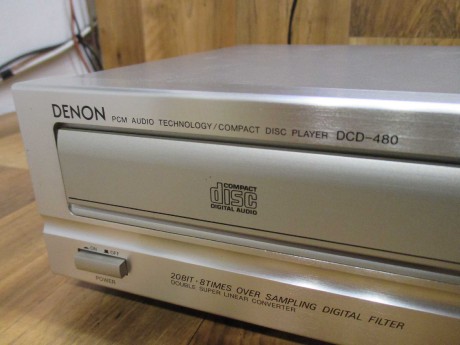 DENON PCM AUDIO TECHNOLOGY/COMPACT DISC PLAYER DCD-480
COMPACT
disc
DIGITAL AUDIO
ON OFF
POWER
20BIT·8TIMES OVER SAMPLING DIGITAL FILTER
DOUBLE SUPER LINEAR CONVERTER